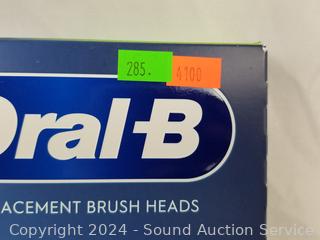 285. 4100
Oral-B
ACEMENT BRUSH HEADS
Copyright © 2024 - Sound Auction Service